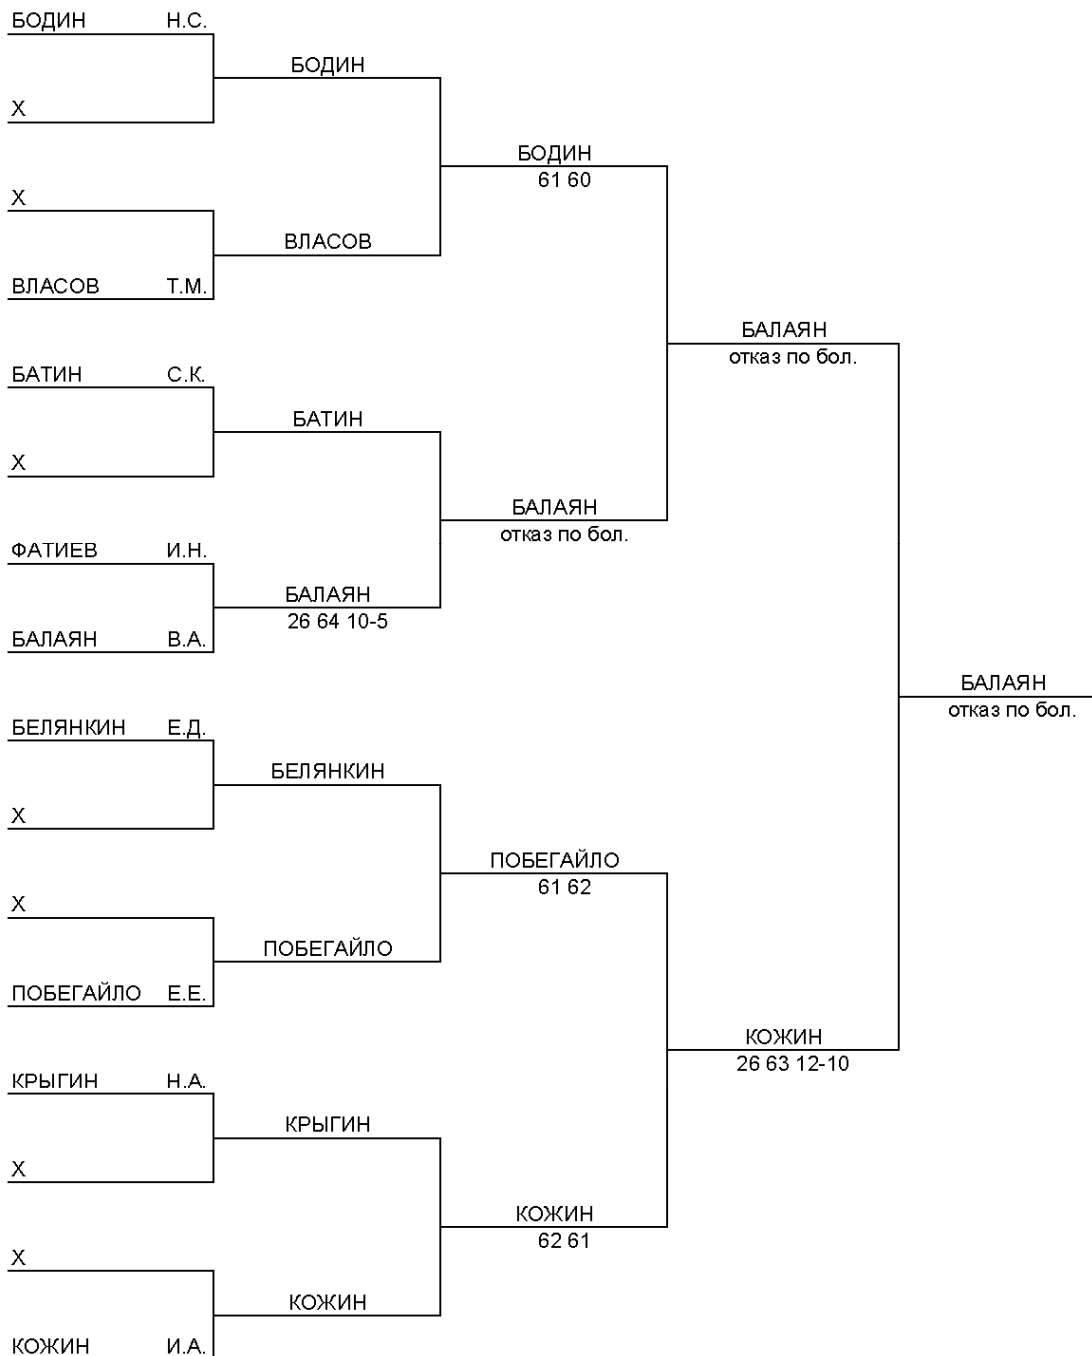 БОДИН Н.С.
БОДИН
Х
БОДИН
61 60
Х
ВЛАСОВ
ВЛАСОВ Т.М.
БАЛАЯН
отказ по бол.
БАТИН С.К.
БАТИН
Х
БАЛАЯН
отказ по бол.
ФАТИЕВ И.Н.
БАЛАЯН
26 64 10-5
БАЛАЯН В.А.
БАЛАЯН
отказ по бол.
БЕЛЯНКИН Е.Д.
БЕЛЯНКИН
Х
ПОБЕГАЙЛО
61 62
Х
ПОБЕГАЙЛО
ПОБЕГАЙЛО Е.Е.
КОЖИН
26 63 12-10
КРЫГИН Н.А.
КРЫГИН
Х
КОЖИН
62 61
Х
КОЖИН
КОЖИН И.А.